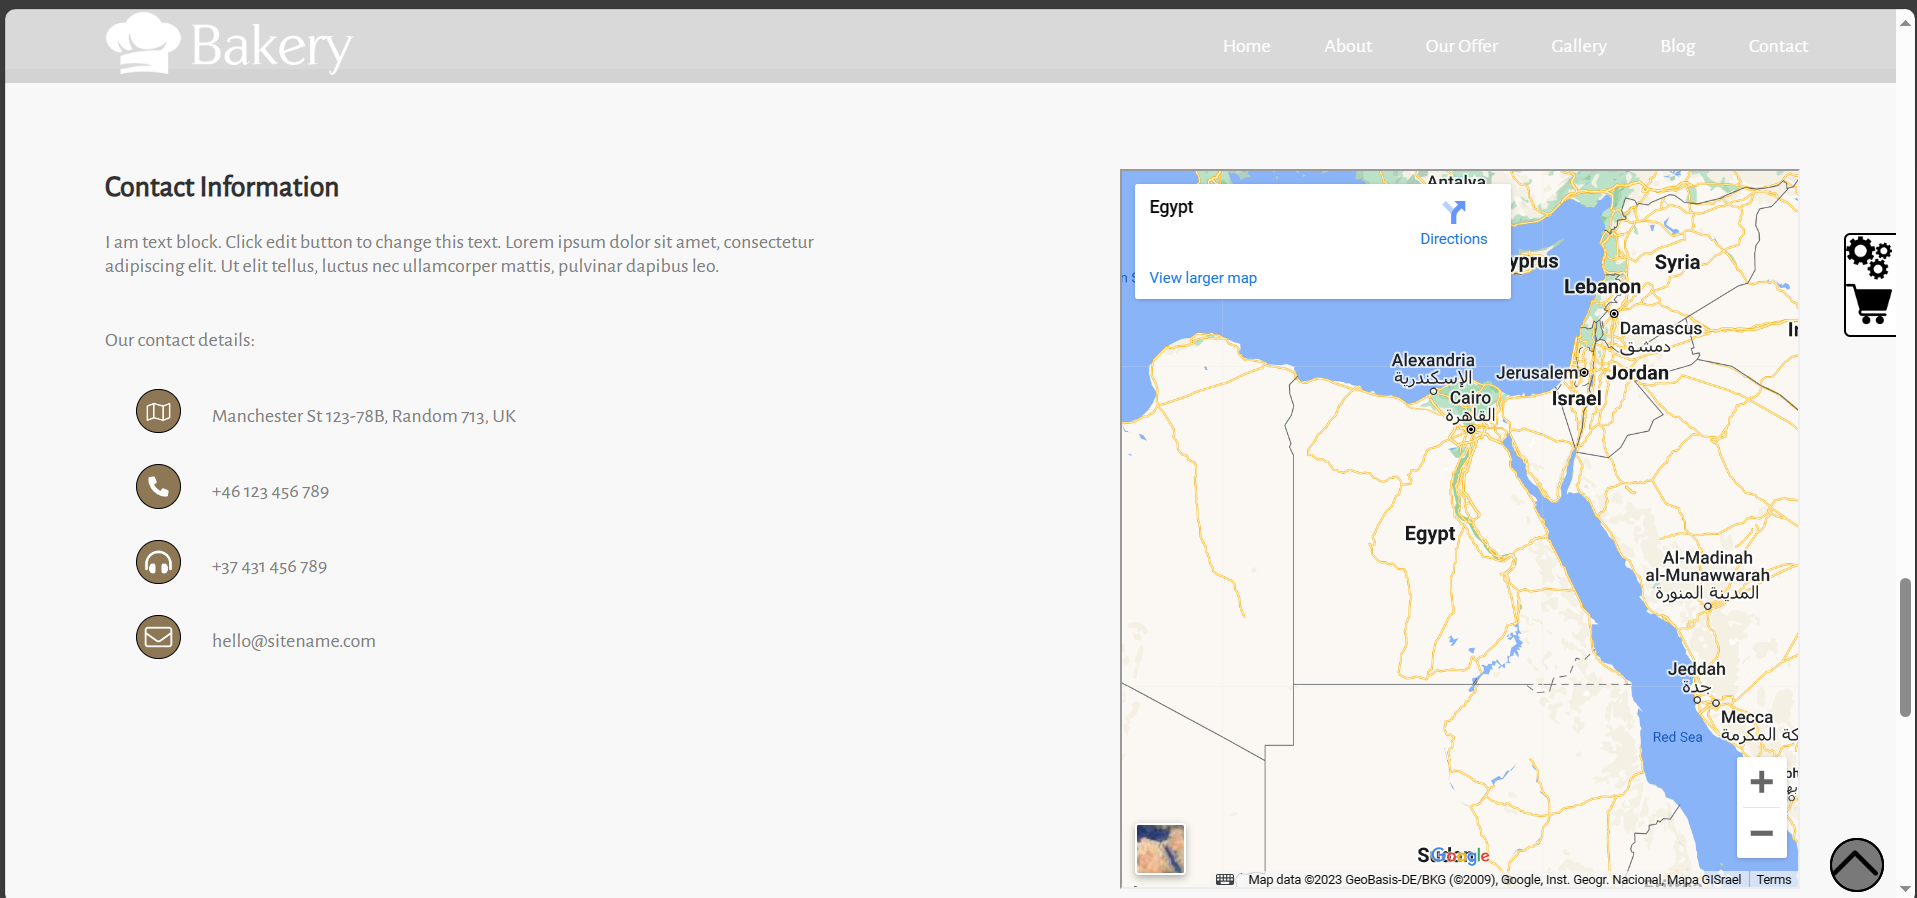 Bakery
Home
About
Our Offer
Gallery
Blog
Contact
Contact Information
I am text block. Click edit button to change this text. Lorem ipsum dolor sit amet, consectetur
adipiscing elit. Ut elit tellus, luctus nec ullamcorper mattis, pulvinar dapibus leo.
Our contact details:
Manchester St 123-78B, Random 713, UK
+46 123 456 789
+37 431 456 789
hello@sitename.com
Antalya
Egypt
Directions
View larger map
Syria
Lebanon
Damascus
دمشق
Alexandria
الإسكندرية
Jerusalem
Jordan
Cairo
القاهرة
Israel
Egypt
Al-Madinah
al-Munawwarah
المدينة المنورة
Jeddah
جدة
Mecca
Red Sea
Google
Map data ©2023 GeoBasis-DE/BKG (©2009), Google, Inst. Geogr. Nacional, Mapa GISrael
Terms